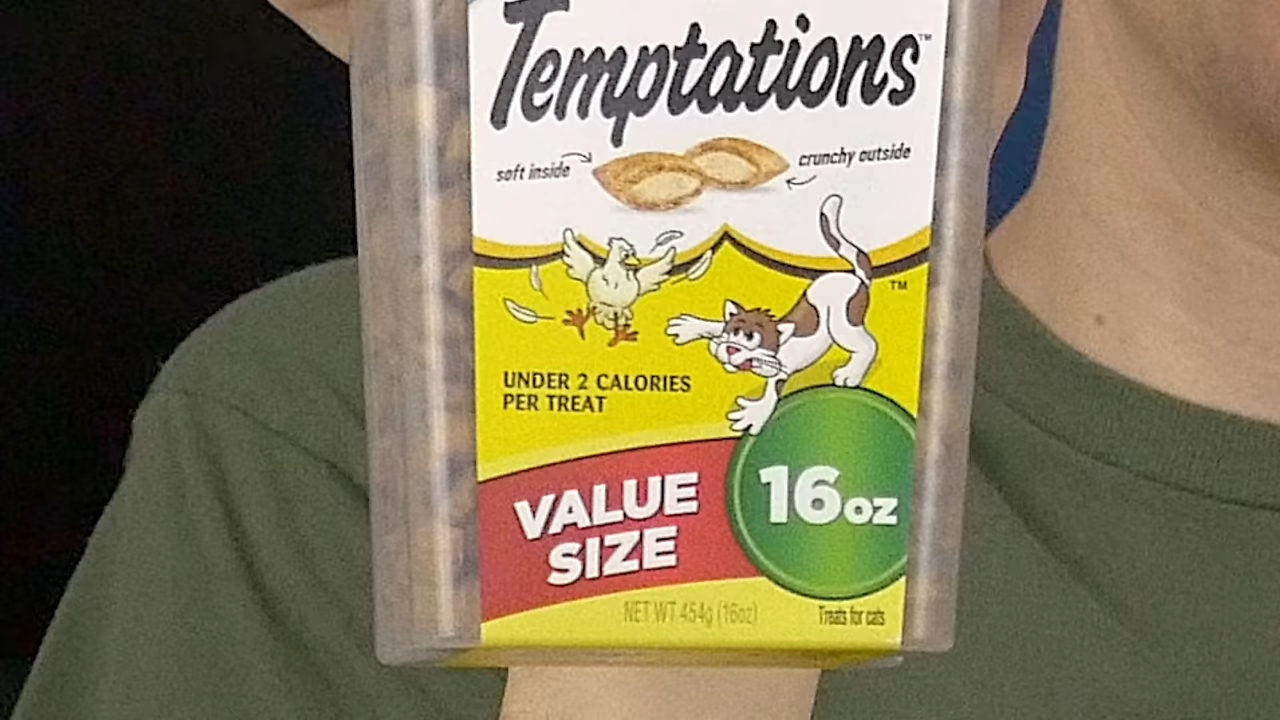 Temptations™
soft inside
crunchy outside
TM
UNDER 2 CALORIES
PER TREAT
VALUE
SIZE
16oz
NET WT 454g (16oz)
Treats for cats